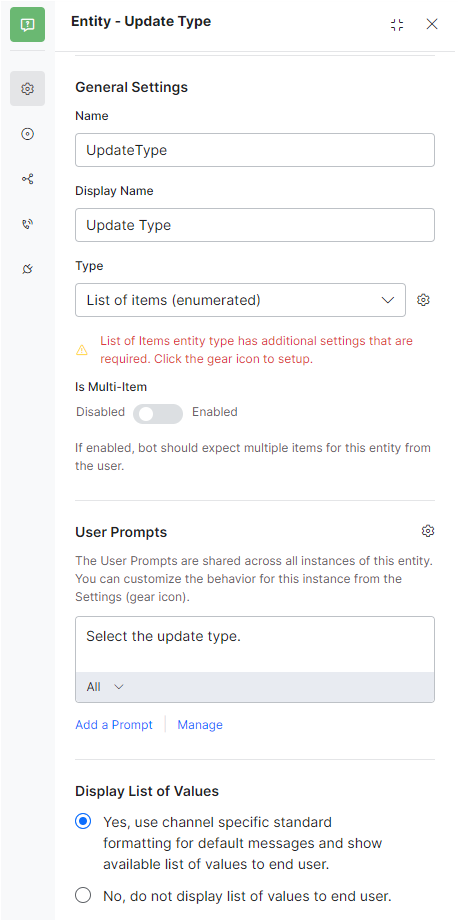 Entity - Update Type
General Settings
Name
UpdateType
Display Name
Update Type
Type
List of items (enumerated)
List of Items entity type has additional settings that are
required. Click the gear icon to setup.
Is Multi-Item
Disabled Enabled
If enabled, bot should expect multiple items for this entity from
the user.
User Prompts
The User Prompts are shared across all instances of this entity.
You can customize the behavior for this instance from the
Settings (gear icon).
Select the update type.
All
Add a Prompt Manage
Display List of Values
Yes, use channel specific standard
formatting for default messages and show
available list of values to end user.
No, do not display list of values to end user.